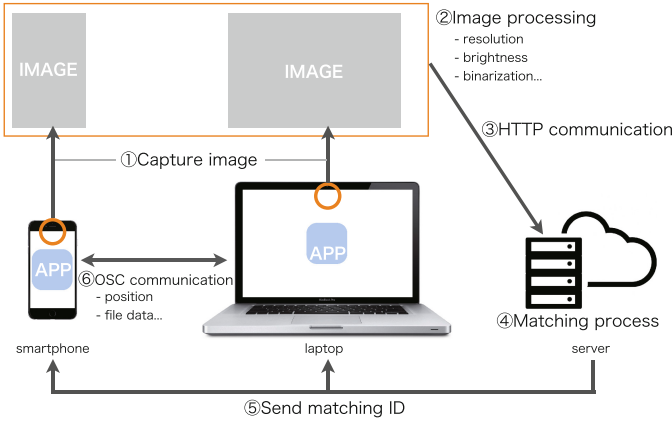 ②Image processing
- resolution
- brightness
- binarization...
IMAGE
IMAGE
③HTTP communication
①Capture image
APP
APP
⑥OSC communication
- position
- file data...
④Matching process
smartphone
laptop
server
⑤Send matching ID